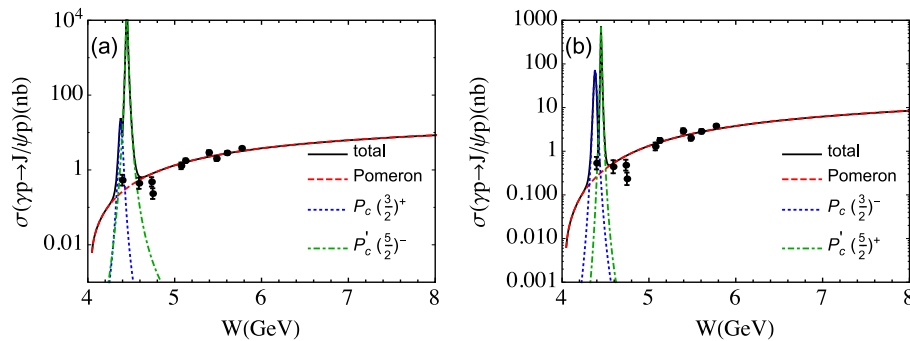 (a)
σ(γp→J/ψp)(nb)
10⁴
100
1
0.01
total
Pomeron
P_c (3/2)⁺
P'_c (5/2)⁻
4 5 6 7 8
W(GeV)
(b)
σ(γp→J/ψp)(nb)
1000
100
10
1
0.100
0.010
0.001
total
Pomeron
P_c (3/2)⁻
P'_c (5/2)⁺
4 5 6 7 8
W(GeV)